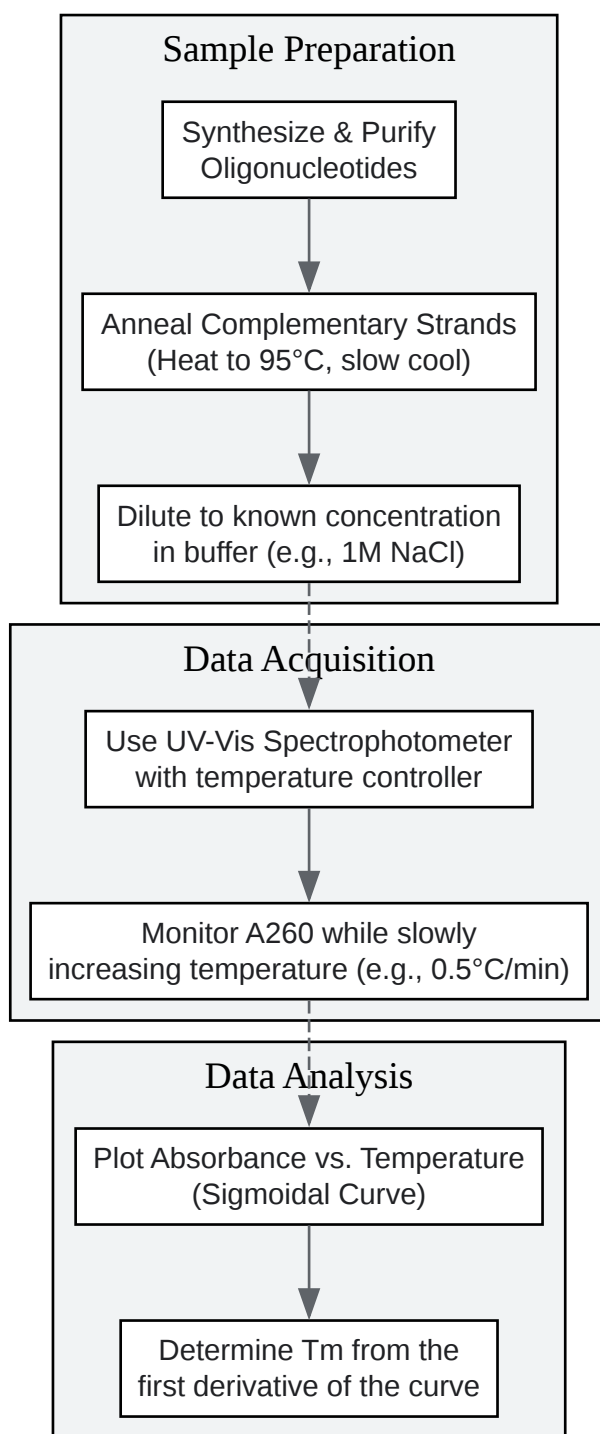 Sample Preparation
Synthesize & Purify
Oligonucleotides
Anneal Complementary Strands
(Heat to 95°C, slow cool)
Dilute to known concentration
in buffer (e.g., 1M NaCl)
Data Acquisition
Use UV-Vis Spectrophotometer
with temperature controller
Monitor A260 while slowly
increasing temperature (e.g., 0.5°C/min)
Data Analysis
Plot Absorbance vs. Temperature
(Sigmoidal Curve)
Determine Tm from the
first derivative of the curve